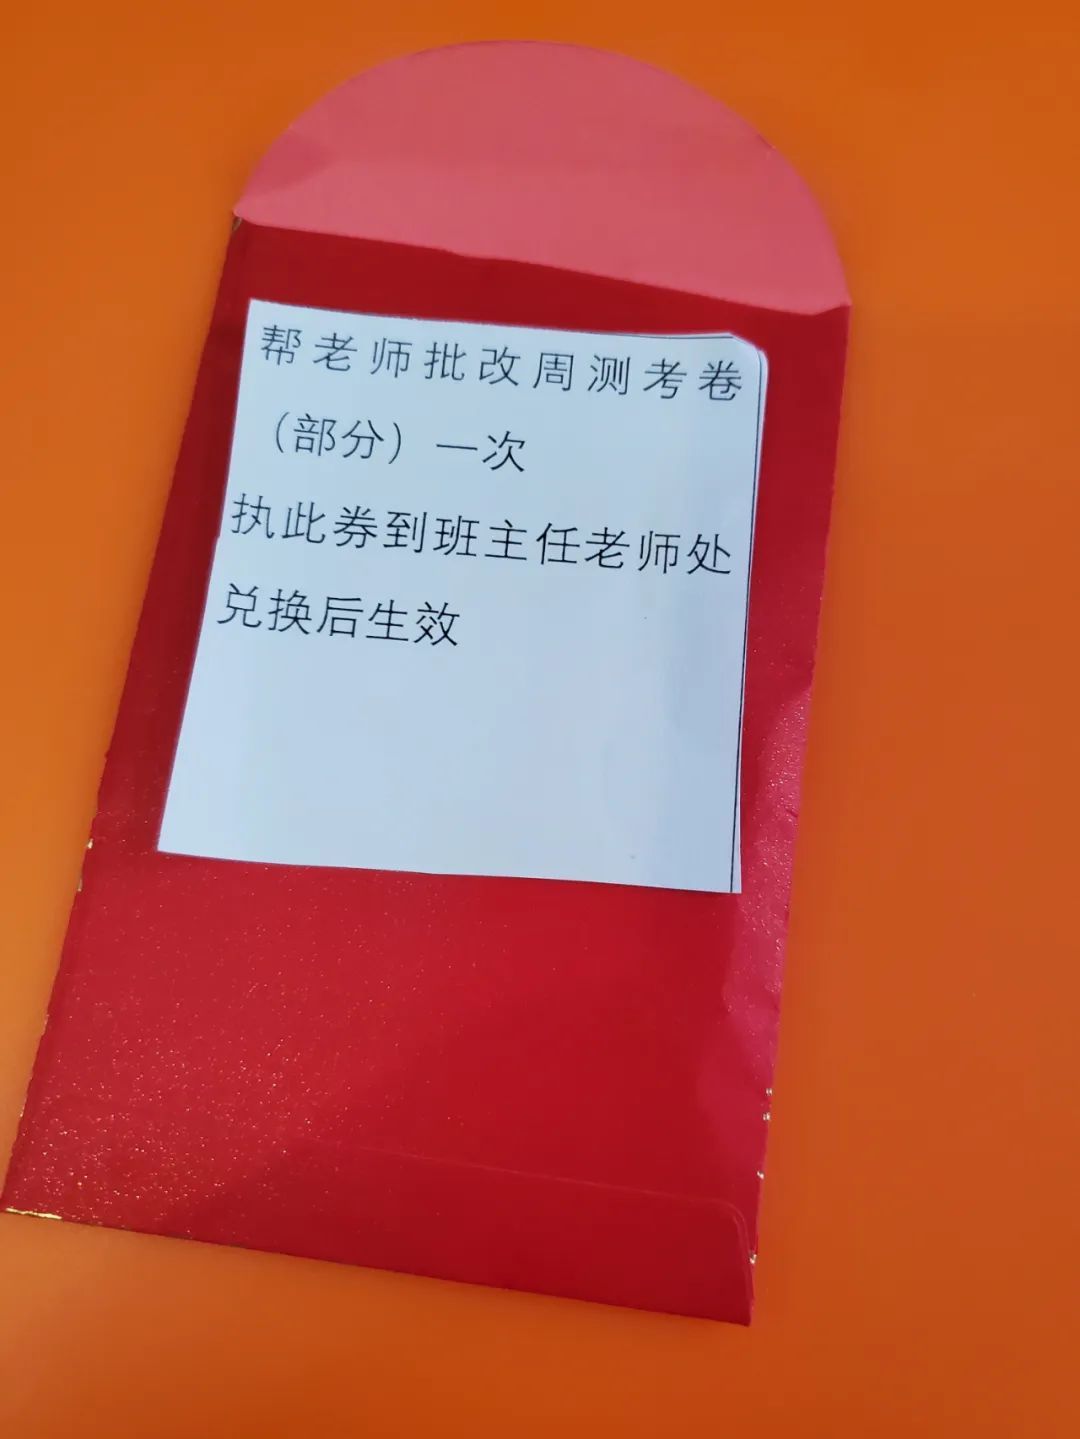 帮老师批改周测考卷
（部分）一次
执此券到班主任老师处
兑换后生效